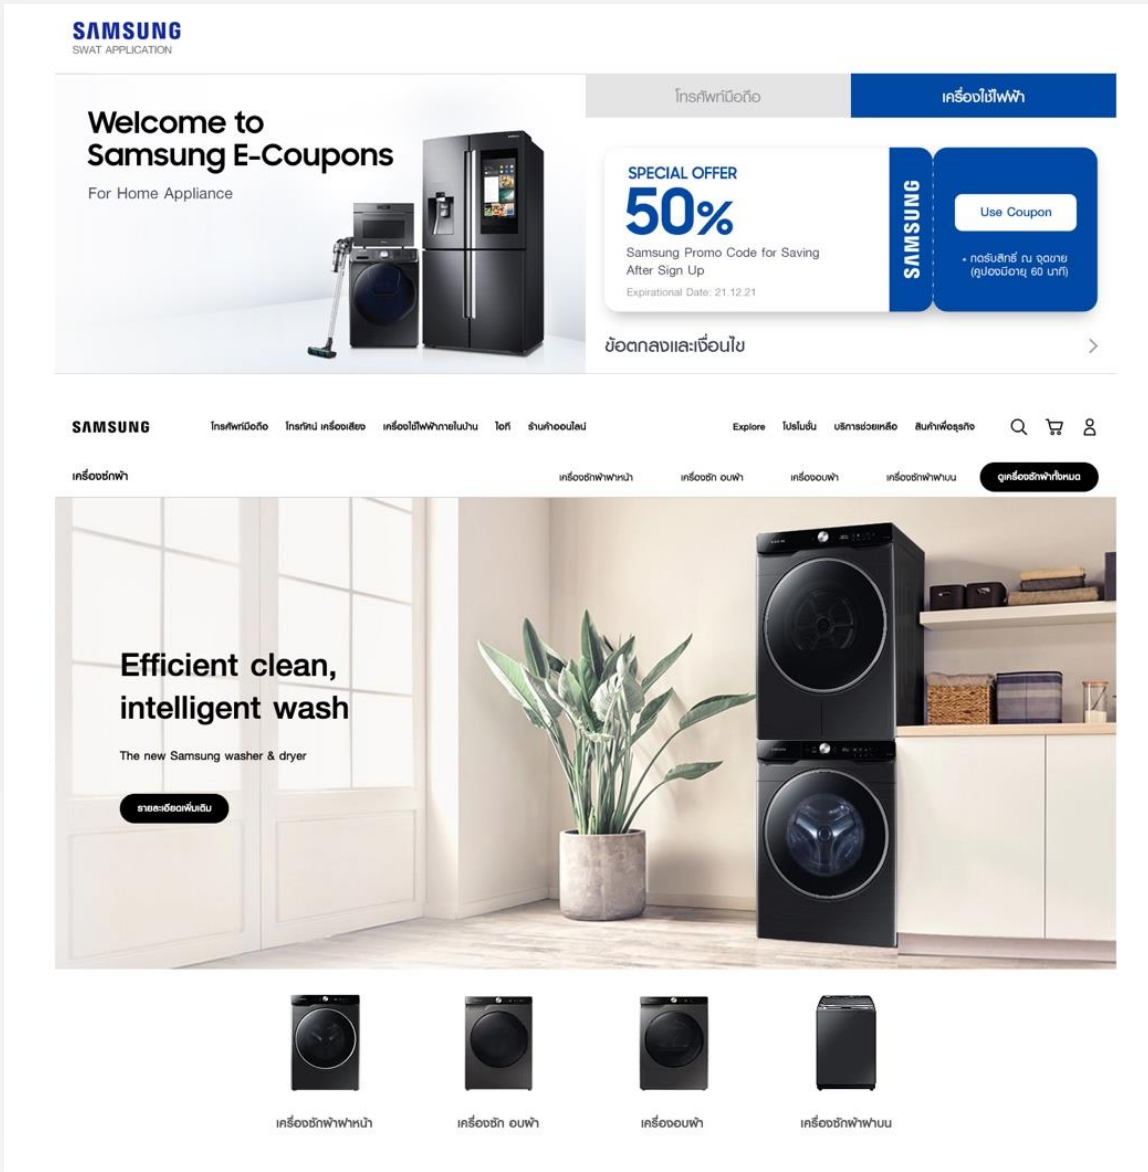 SAMSUNG
SWAT APPLICATION
Welcome to
Samsung E-Coupons
For Home Appliance
โทรศัพท์มือถือ
เครื่องใช้ไฟฟ้า
SPECIAL OFFER
50%
Samsung Promo Code for Saving
After Sign Up
Expirational Date: 21.12.21
SAMSUNG
Use Coupon
• กดรับสิทธิ์ ณ จุดขาย
(คูปองมีอายุ 60 นาที)
ข้อตกลงและเงื่อนไข
SAMSUNG
โทรศัพท์มือถือ โทรทัศน์ เครื่องเสียง เครื่องใช้ไฟฟ้าภายในบ้าน ไอที ร้านค้าออนไลน์ Explore โปรโมชั่น บริการช่วยเหลือ สินค้าเพื่อธุรกิจ
เครื่องซักผ้า เครื่องซักผ้าฝาหน้า เครื่องซัก อบผ้า เครื่องอบผ้า เครื่องซักผ้าฝาบน ดูเครื่องซักผ้าทั้งหมด
Efficient clean,
intelligent wash
The new Samsung washer & dryer
รายละเอียดเพิ่มเติม
เครื่องซักผ้าฝาหน้า เครื่องซัก อบผ้า เครื่องอบผ้า เครื่องซักผ้าฝาบน